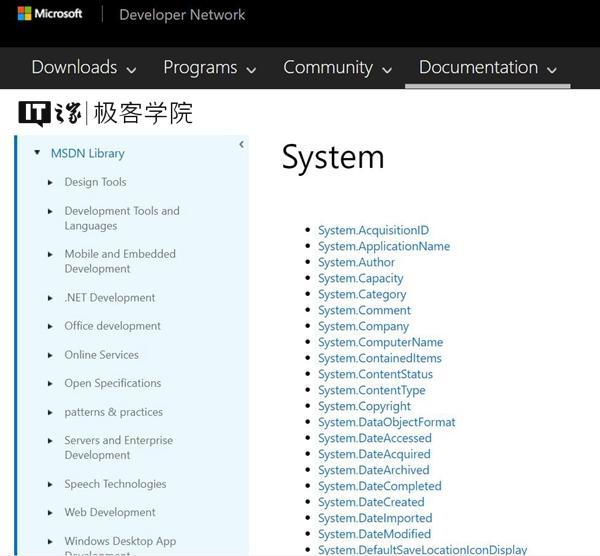 Microsoft
Developer Network
Downloads
Programs
Community
Documentation
IT之家 极客学院
MSDN Library
Design Tools
Development Tools and
Languages
Mobile and Embedded
Development
.NET Development
Office development
Online Services
Open Specifications
patterns & practices
Servers and Enterprise
Development
Speech Technologies
Web Development
Windows Desktop App
Development
System
System.AcquisitionID
System.ApplicationName
System.Author
System.Capacity
System.Category
System.Comment
System.Company
System.ComputerName
System.ContainedItems
System.ContentStatus
System.ContentType
System.Copyright
System.DataObjectFormat
System.DateAccessed
System.DateAcquired
System.DateArchived
System.DateCompleted
System.DateCreated
System.DateImported
System.DateModified
System.DefaultSaveLocationIconDisplay